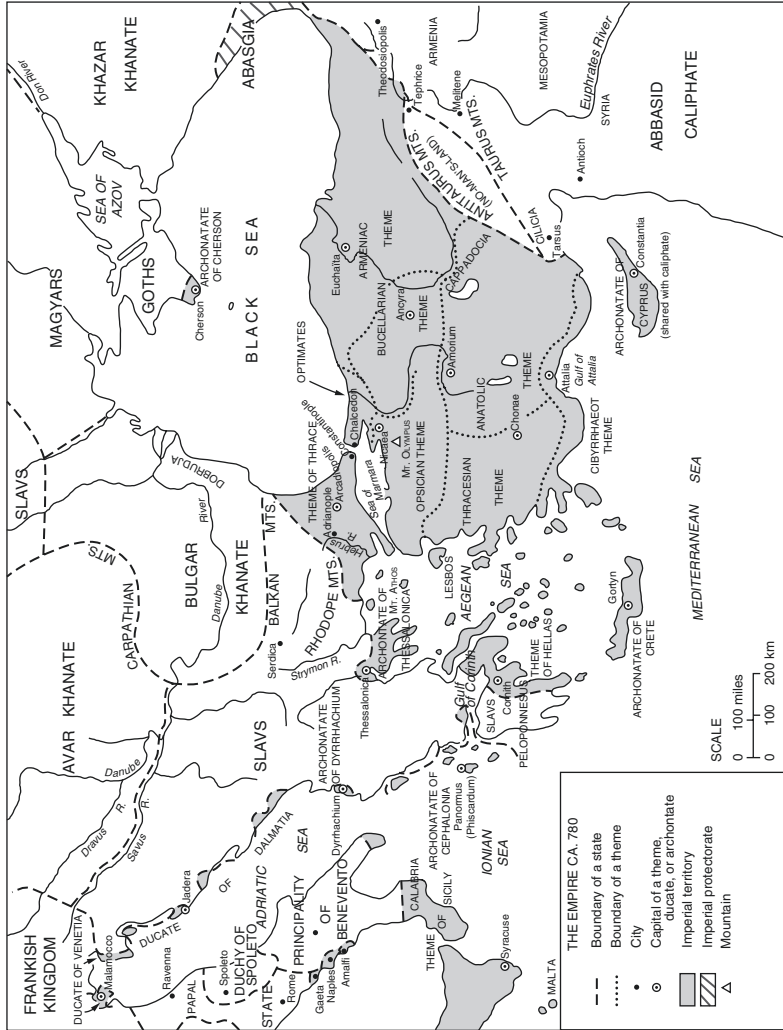 FRANKISH
KINGDOM
DUCATE OF VENETIA
Malamocco
Ravenna
PAPAL
STATE
Spoleto
DUCHY OF
SPOLETO
Rome
PRINCIPALITY
OF
BENEVENTO
Gaeta
Naples
Amalfi
ADRIATIC
SEA
DUCATE
OF
DALMATIA
Jadera
Dravus R.
Savus R.
Danube
AVAR KHANATE
SLAVS
CARPATHIAN
MTS.
SLAVS
MAGYARS
BULGAR
KHANATE
Danube
River
DOBRUDJA
BALKAN
MTS.
Serdica
RHODOPE MTS.
Strymon R.
Hebrus
R.
GOTHS
Cherson
ARCHONATATE
OF CHERSON
SEA OF
AZOV
Don River
KHAZAR
KHANATE
ABASGIA
BLACK SEA
ARCHONATATE
OF DYRRHACHIUM
Dyrrhachium
Thessalonica
ARCHONTATE OF
THESSALONICA
MT. ATHOS
THEME OF THRACE
Adrianople
Arcadiopolis
Constantinople
Chalcedon
Sea of
Marmara
OPTIMATES
Nicaea
MT. OLYMPUS
OPSICIAN THEME
BUCELLARIAN
THEME
Ancyra
Euchaïta
ARMENIAC
THEME
CAPPADOCIA
Amorium
ANATOLIC
THEME
Chonae
THRACESIAN
THEME
Attalia
Gulf of
Attalia
CIBYRRHAEOT
THEME
Theodosiopolis
ARMENIA
Tephrice
Melitene
ANTITAURUS MTS.
(NO-MAN'S-LAND)
TAURUS MTS.
MESOPOTAMIA
Euphrates River
SYRIA
CILICIA
Tarsus
Antioch
ABBASID
CALIPHATE
ARCHONATATE OF
CYPRUS
Constantia
(shared with caliphate)
LESBOS
AEGEAN
SEA
Gulf
of Corinth
SLAVS
Corinth
PELOPONNESUS
THEME
OF HELLAS
ARCHONATATE OF
CEPHALONIA
Panormus
(Phiscardum)
IONIAN
SEA
CALABRIA
THEME
OF
SICILY
Syracuse
MALTA
Gortyn
ARCHONATATE OF
CRETE
MEDITERRANEAN SEA
SCALE
0 100 miles
0 100 200 km
THE EMPIRE CA. 780
Boundary of a state
Boundary of a theme
City
Capital of a theme,
ducate, or archontate
Imperial territory
Imperial protectorate
Mountain